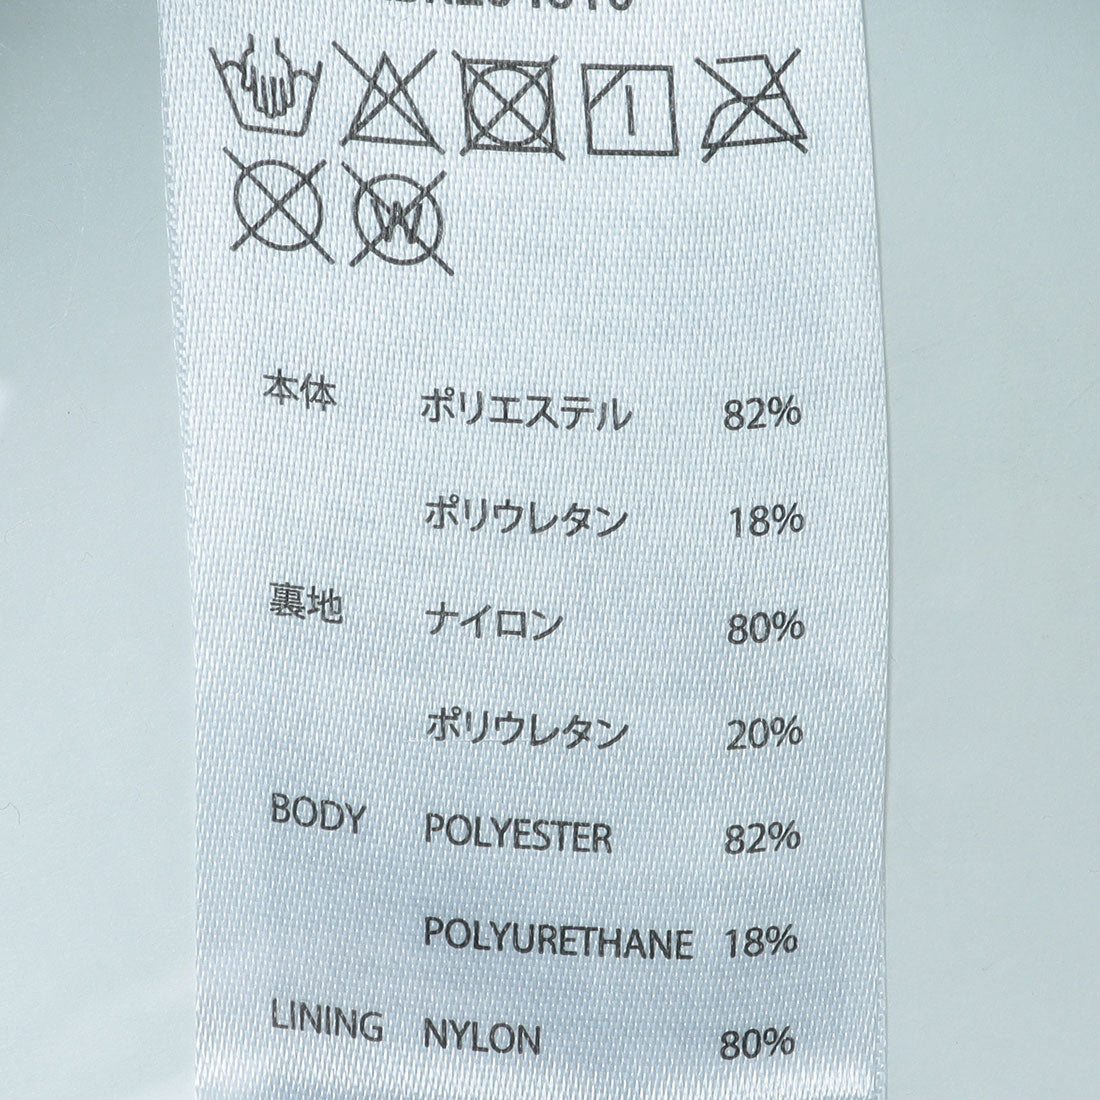 本体 ポリエステル 82%
ポリウレタン 18%
裏地 ナイロン 80%
ポリウレタン 20%
BODY POLYESTER 82%
POLYURETHANE 18%
LINING NYLON 80%